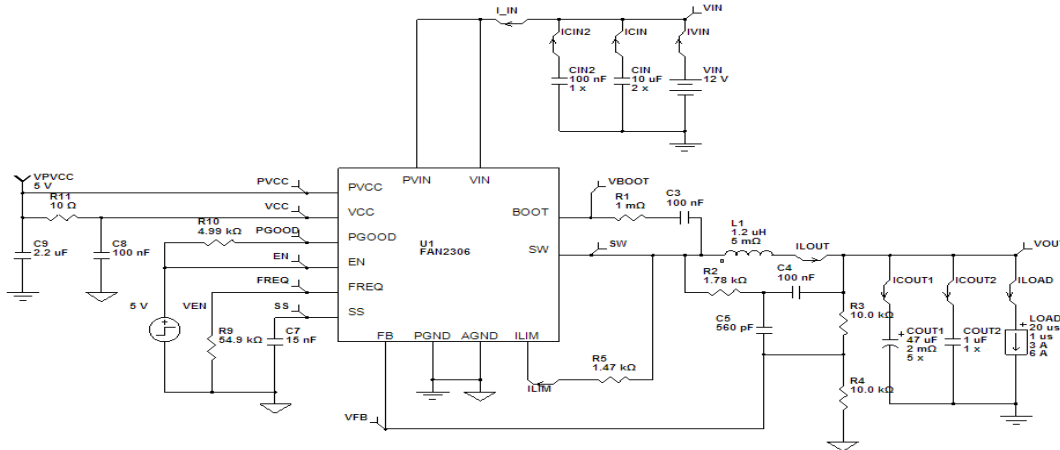 I_IN
VIN
ICIN2
ICIN
IVIN
CIN2
100 nF
1 x
CIN
10 uF
2 x
VIN
12 V
VPVCC
5 V
R11
10 Ω
C9
2.2 uF
C8
100 nF
PVCC
VCC
PGOOD
R10
4.99 kΩ
EN
FREQ
SS
5 V
VEN
R9
54.9 kΩ
C7
15 nF
PVIN
VIN
PVCC
VCC
PGOOD
EN
FREQ
SS
U1
FAN2306
BOOT
SW
FB
PGND
AGND
ILIM
VBOOT
R1
1 mΩ
C3
100 nF
SW
L1
1.2 uH
5 mΩ
ILOUT
VOUT
R2
1.78 kΩ
C4
100 nF
C5
560 pF
R3
10.0 kΩ
R4
10.0 kΩ
R5
1.47 kΩ
ILIM
VFB
ICOUT1
ICOUT2
ILOAD
COUT1
47 uF
2 mΩ
5 x
COUT2
1 uF
1 x
LOAD
20 us
1 us
3 A
6 A